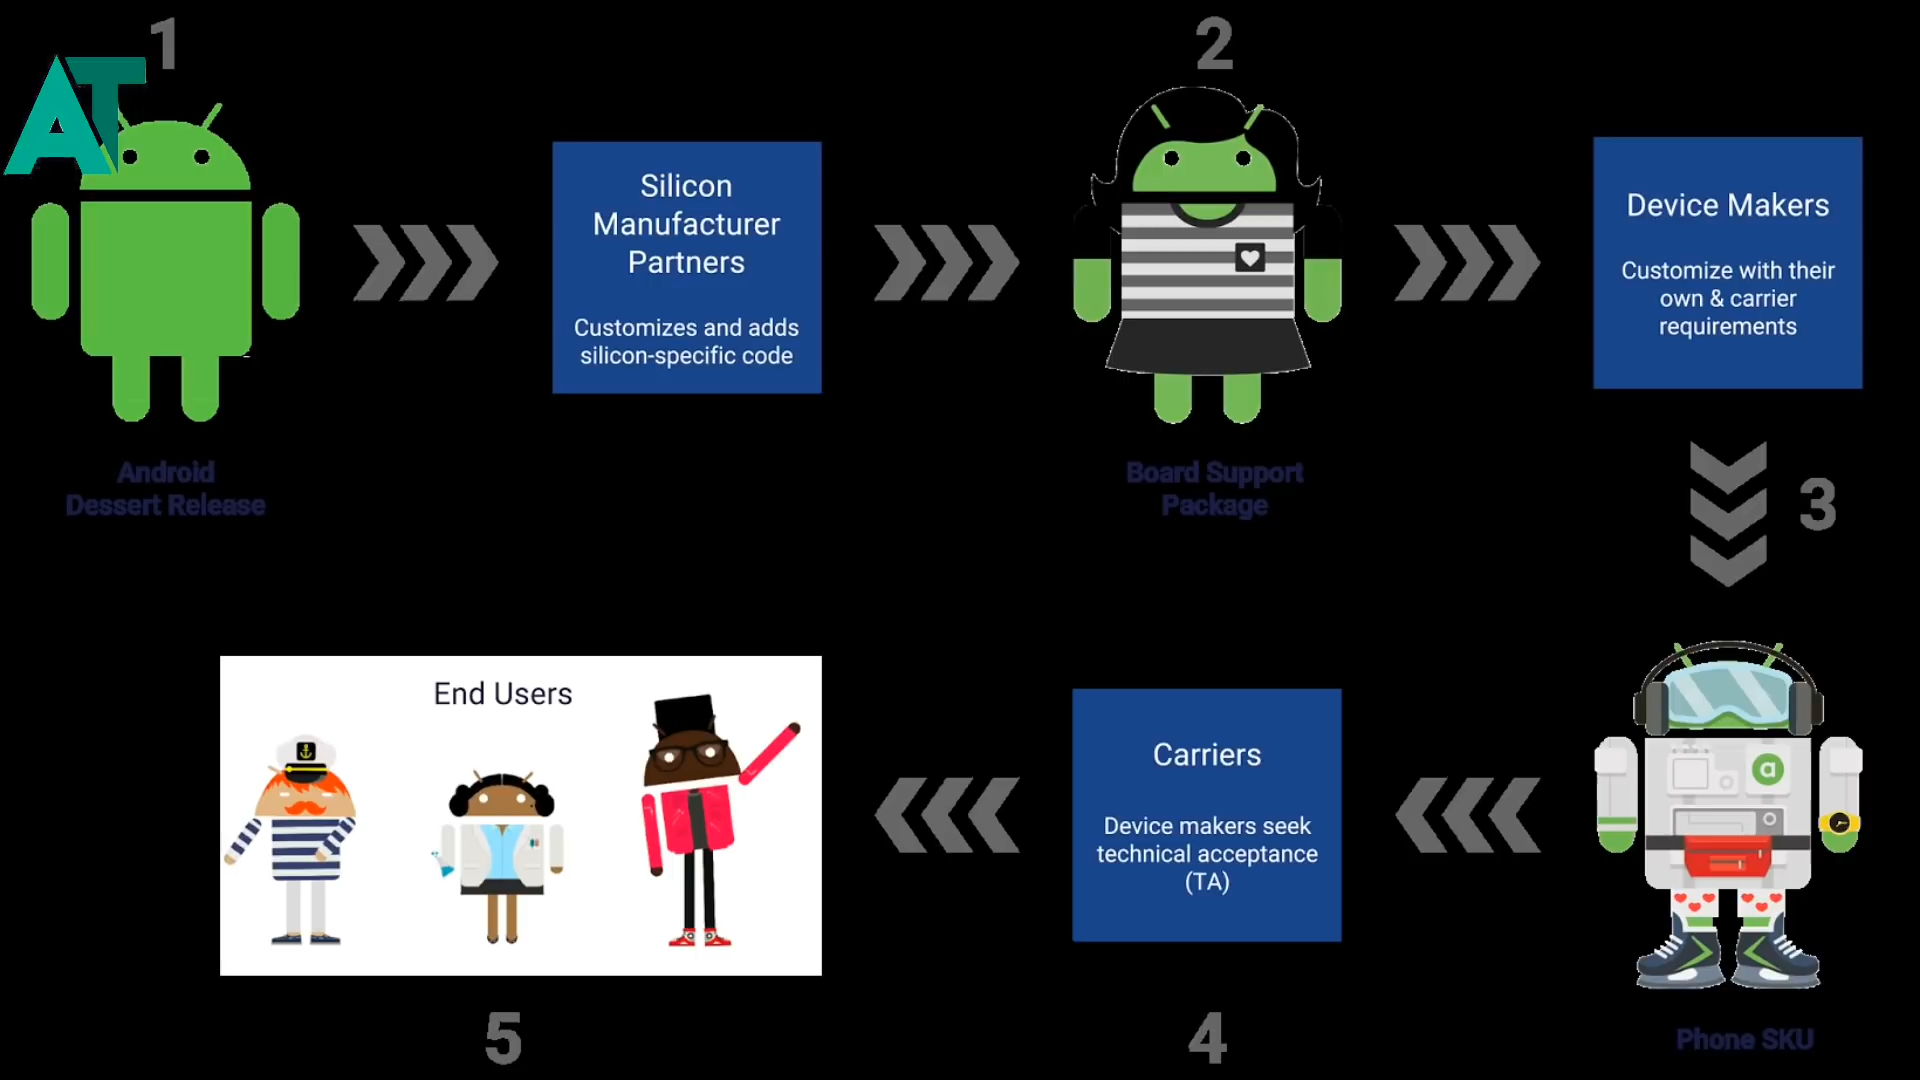 1
AT
Android
Dessert Release
Silicon
Manufacturer
Partners
Customizes and adds
silicon-specific code
2
Board Support
Package
Device Makers
Customize with their
own & carrier
requirements
3
a
Phone SKU
Carriers
Device makers seek
technical acceptance
(TA)
4
End Users
5